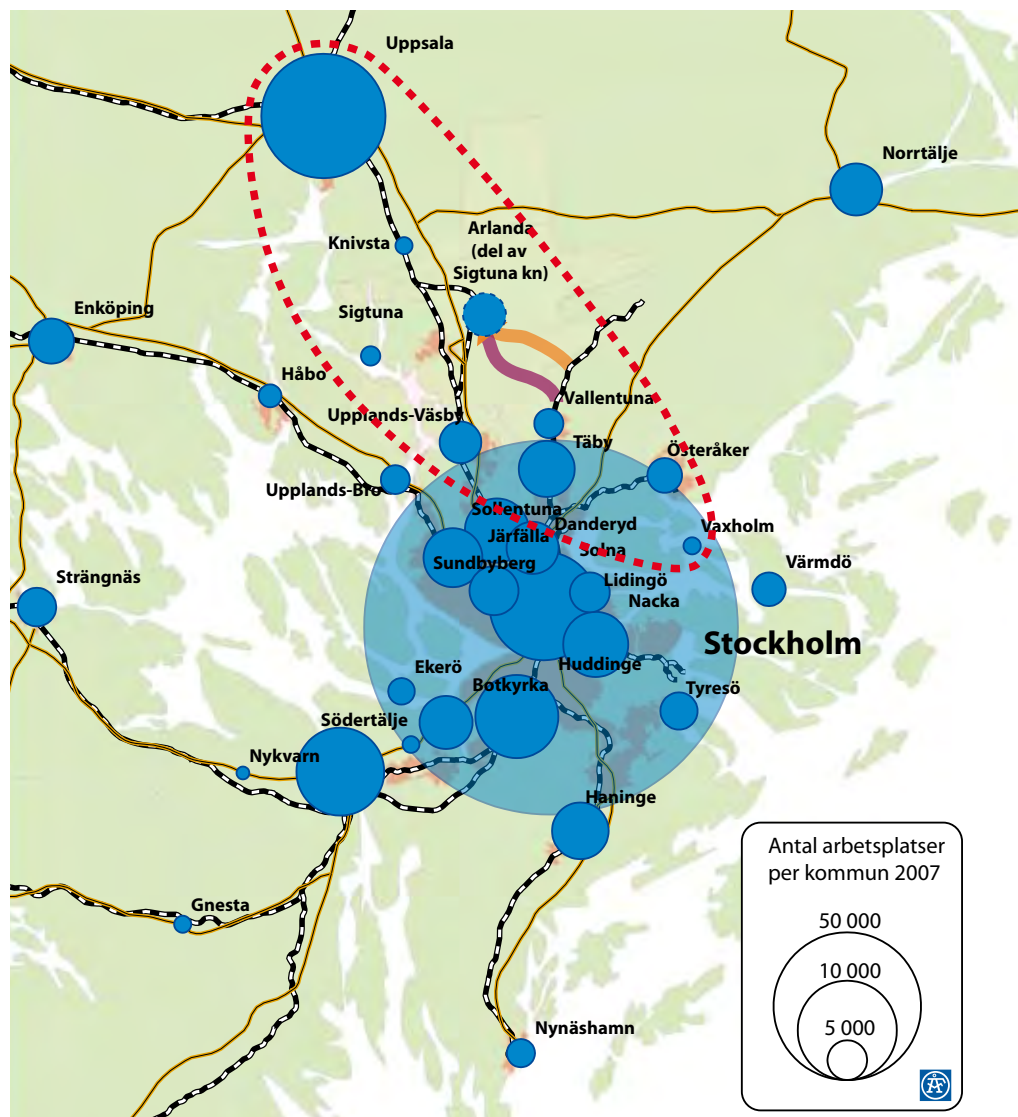 Uppsala
Norrtälje
Knivsta
Arlanda
(del av
Sigtuna kn)
Enköping
Sigtuna
Håbo
Upplands-Väsby
Vallentuna
Täby
Österåker
Upplands-Bro
Sollentuna
Danderyd
Järfälla
Solna
Vaxholm
Sundbyberg
Värmdö
Strängnäs
Lidingö
Nacka
Stockholm
Ekerö
Huddinge
Botkyrka
Tyresö
Södertälje
Nykvarn
Haninge
Gnesta
Nynäshamn
Antal arbetsplatser
per kommun 2007
50 000
10 000
5 000
ÅF